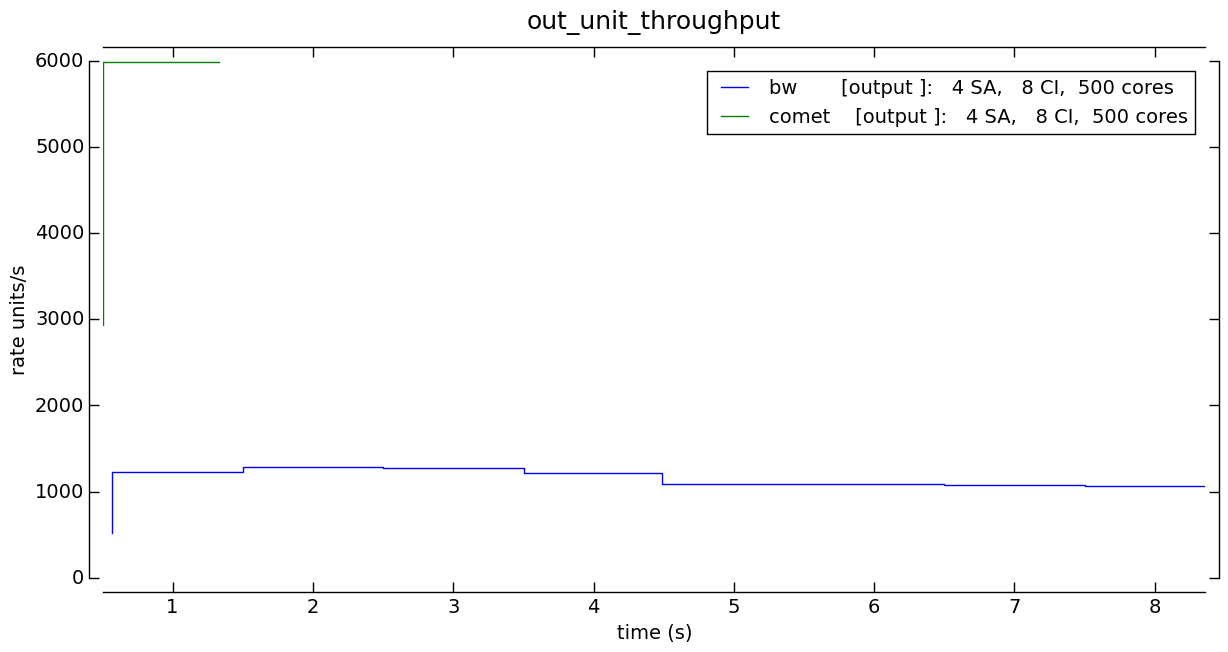 out_unit_throughput
6000
5000
4000
3000
2000
1000
0
rate units/s
bw [output ]: 4 SA, 8 CI, 500 cores
comet [output ]: 4 SA, 8 CI, 500 cores
1 2 3 4 5 6 7 8
time (s)